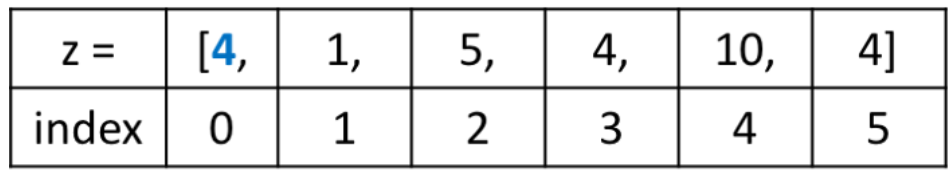 z = [4, 1, 5, 4, 10, 4]
index 0 1 2 3 4 5